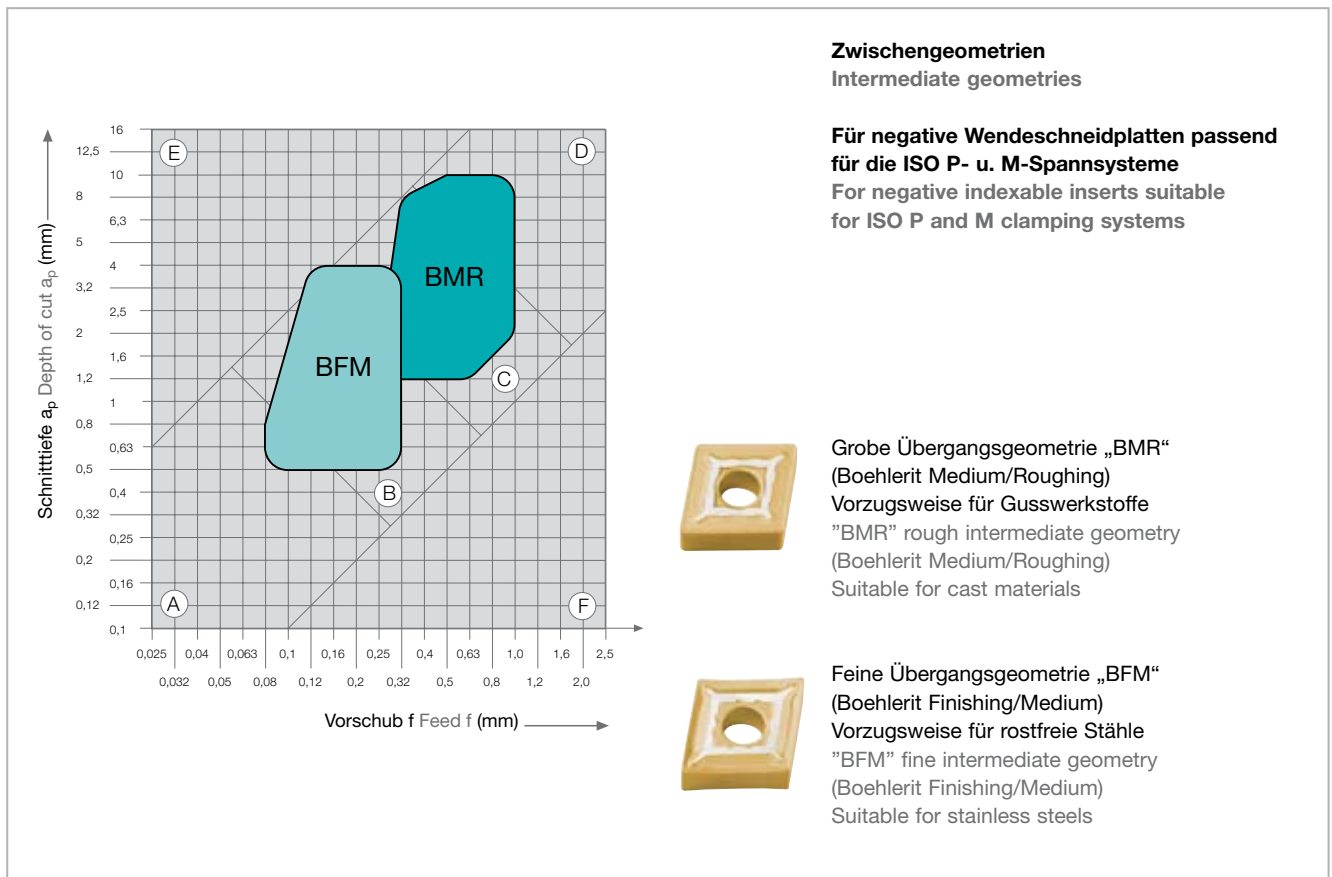 Zwischengeometrien
Intermediate geometries
Für negative Wendeschneidplatten passend
für die ISO P- u. M-Spannsysteme
For negative indexable inserts suitable
for ISO P and M clamping systems
Schnitttiefe ap Depth of cut ap (mm)
16
12,5
10
8
6,3
5
4
3,2
2,5
2
1,6
1,2
1
0,8
0,63
0,5
0,4
0,32
0,25
0,2
0,16
0,12
0,1
E
D
BMR
BFM
C
B
A
F
0,025 0,04 0,063 0,1 0,16 0,25 0,4 0,63 1,0 1,6 2,5
0,032 0,05 0,08 0,12 0,2 0,32 0,5 0,8 1,2 2,0
Vorschub f Feed f (mm)
Grobe Übergangsgeometrie „BMR“
(Boehlerit Medium/Roughing)
Vorzugsweise für Gusswerkstoffe
”BMR” rough intermediate geometry
(Boehlerit Medium/Roughing)
Suitable for cast materials
Feine Übergangsgeometrie „BFM“
(Boehlerit Finishing/Medium)
Vorzugsweise für rostfreie Stähle
”BFM” fine intermediate geometry
(Boehlerit Finishing/Medium)
Suitable for stainless steels